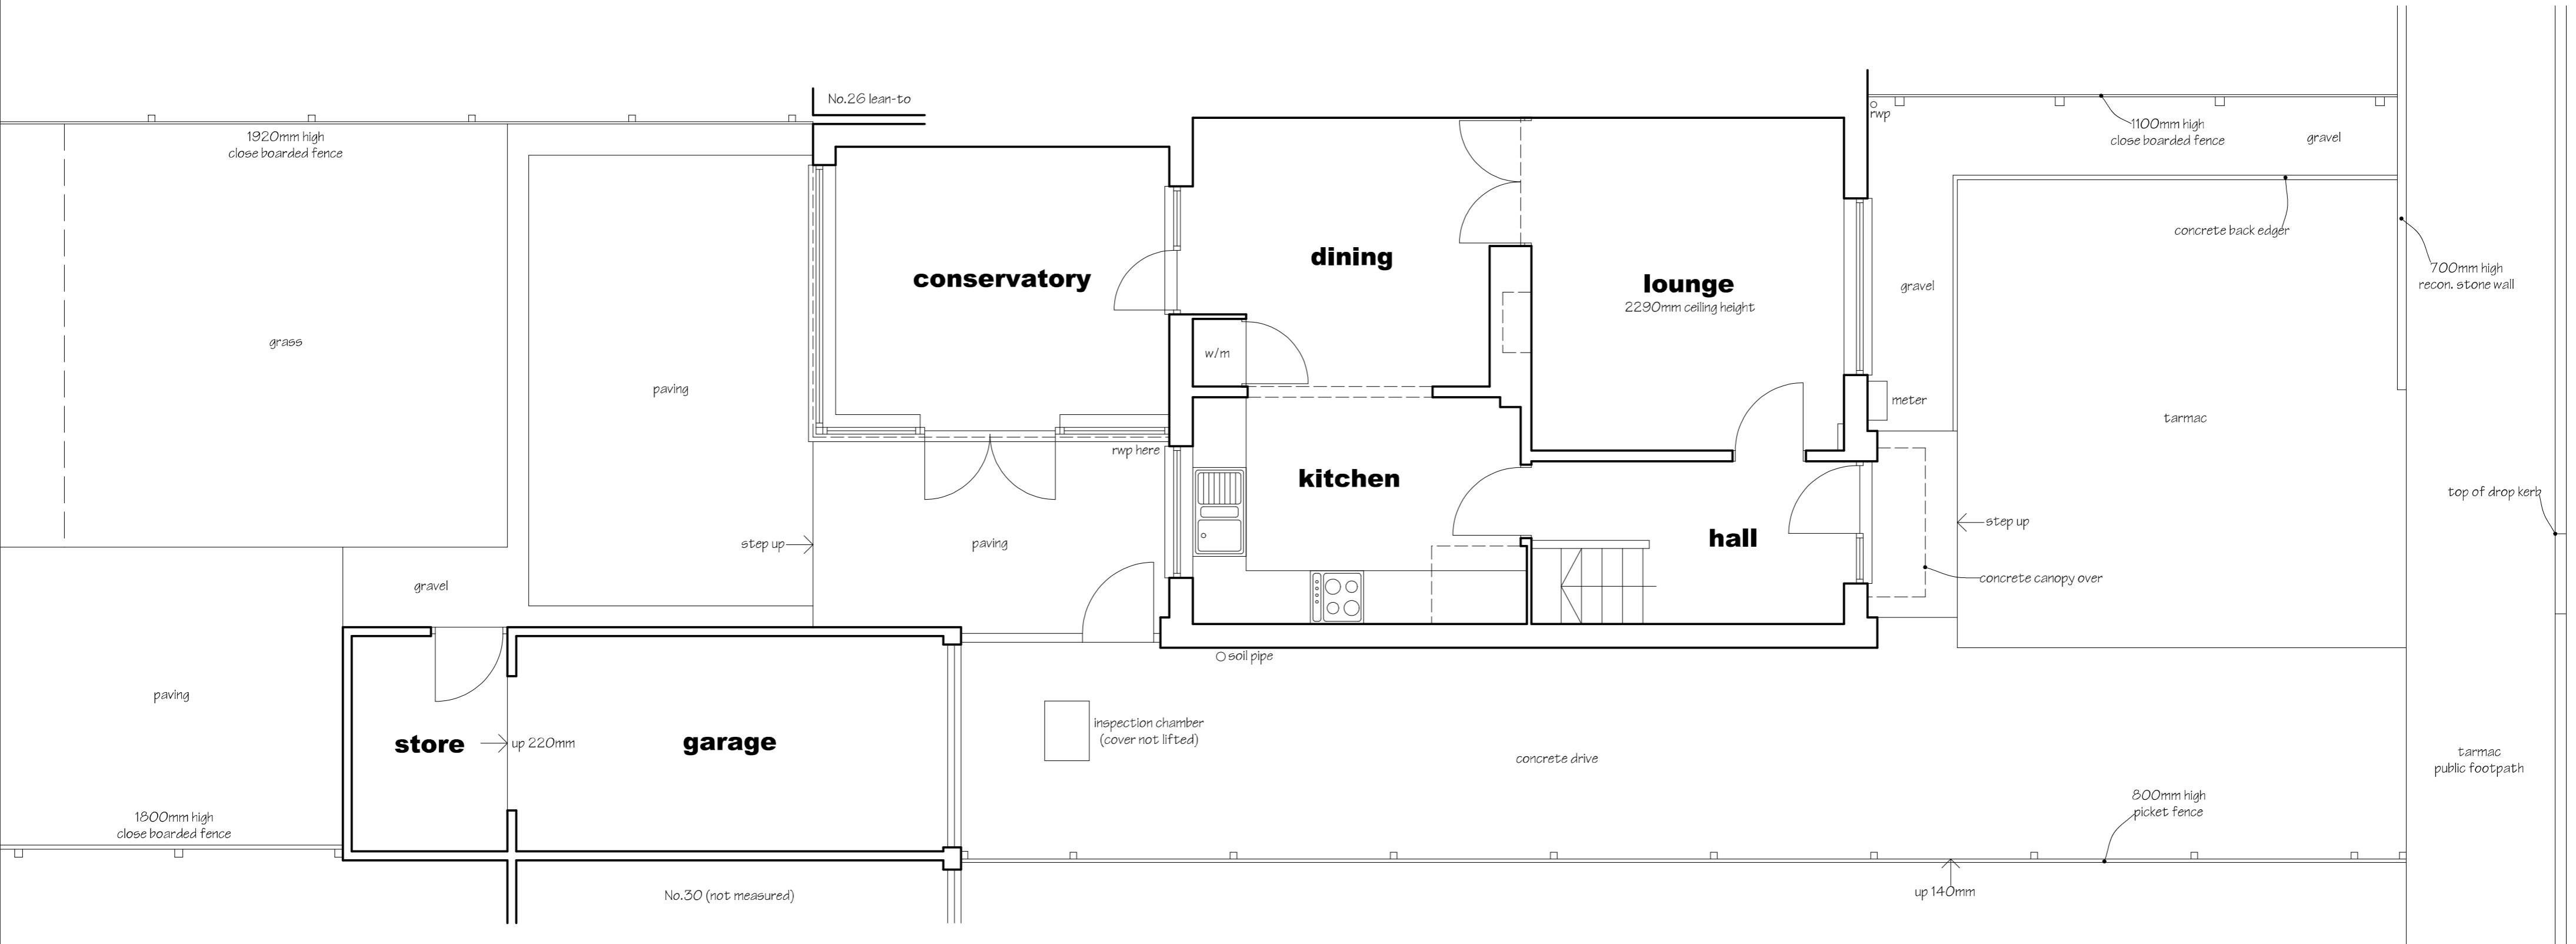 No.26 lean-to
1920mm high
close boarded fence
rwp
1100mm high
close boarded fence
gravel
concrete back edger
700mm high
recon. stone wall
conservatory
dining
lounge
2290mm ceiling height
gravel
grass
w/m
paving
meter
tarmac
rwp here
kitchen
hall
top of drop kerb
step up
paving
step up
gravel
concrete canopy over
soil pipe
paving
inspection chamber
(cover not lifted)
store
up 220mm
garage
concrete drive
tarmac
public footpath
1800mm high
close boarded fence
800mm high
picket fence
No.30 (not measured)
up 140mm